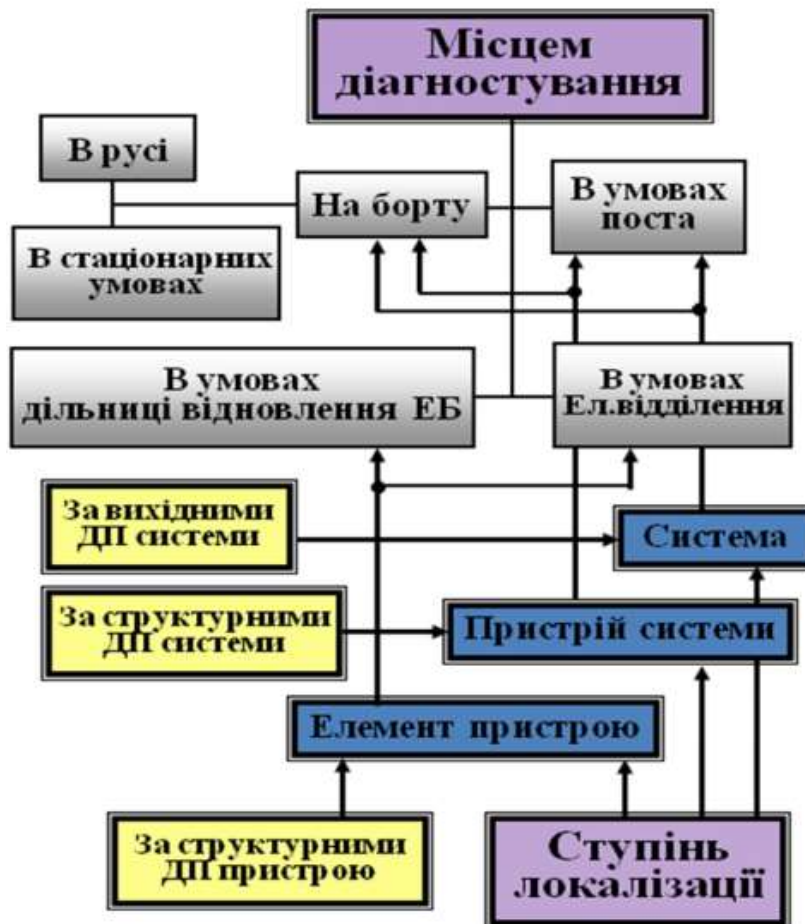 Місцем
діагностування
В русі
На борту
В умовах
поста
В стаціонарних
умовах
В умовах
дільниці відновлення ЕБ
В умовах
Ел.відділення
За вихідними
ДП системи
Система
За структурними
ДП системи
Пристрій системи
Елемент пристрою
За структурними
ДП пристрою
Ступінь
локалізації